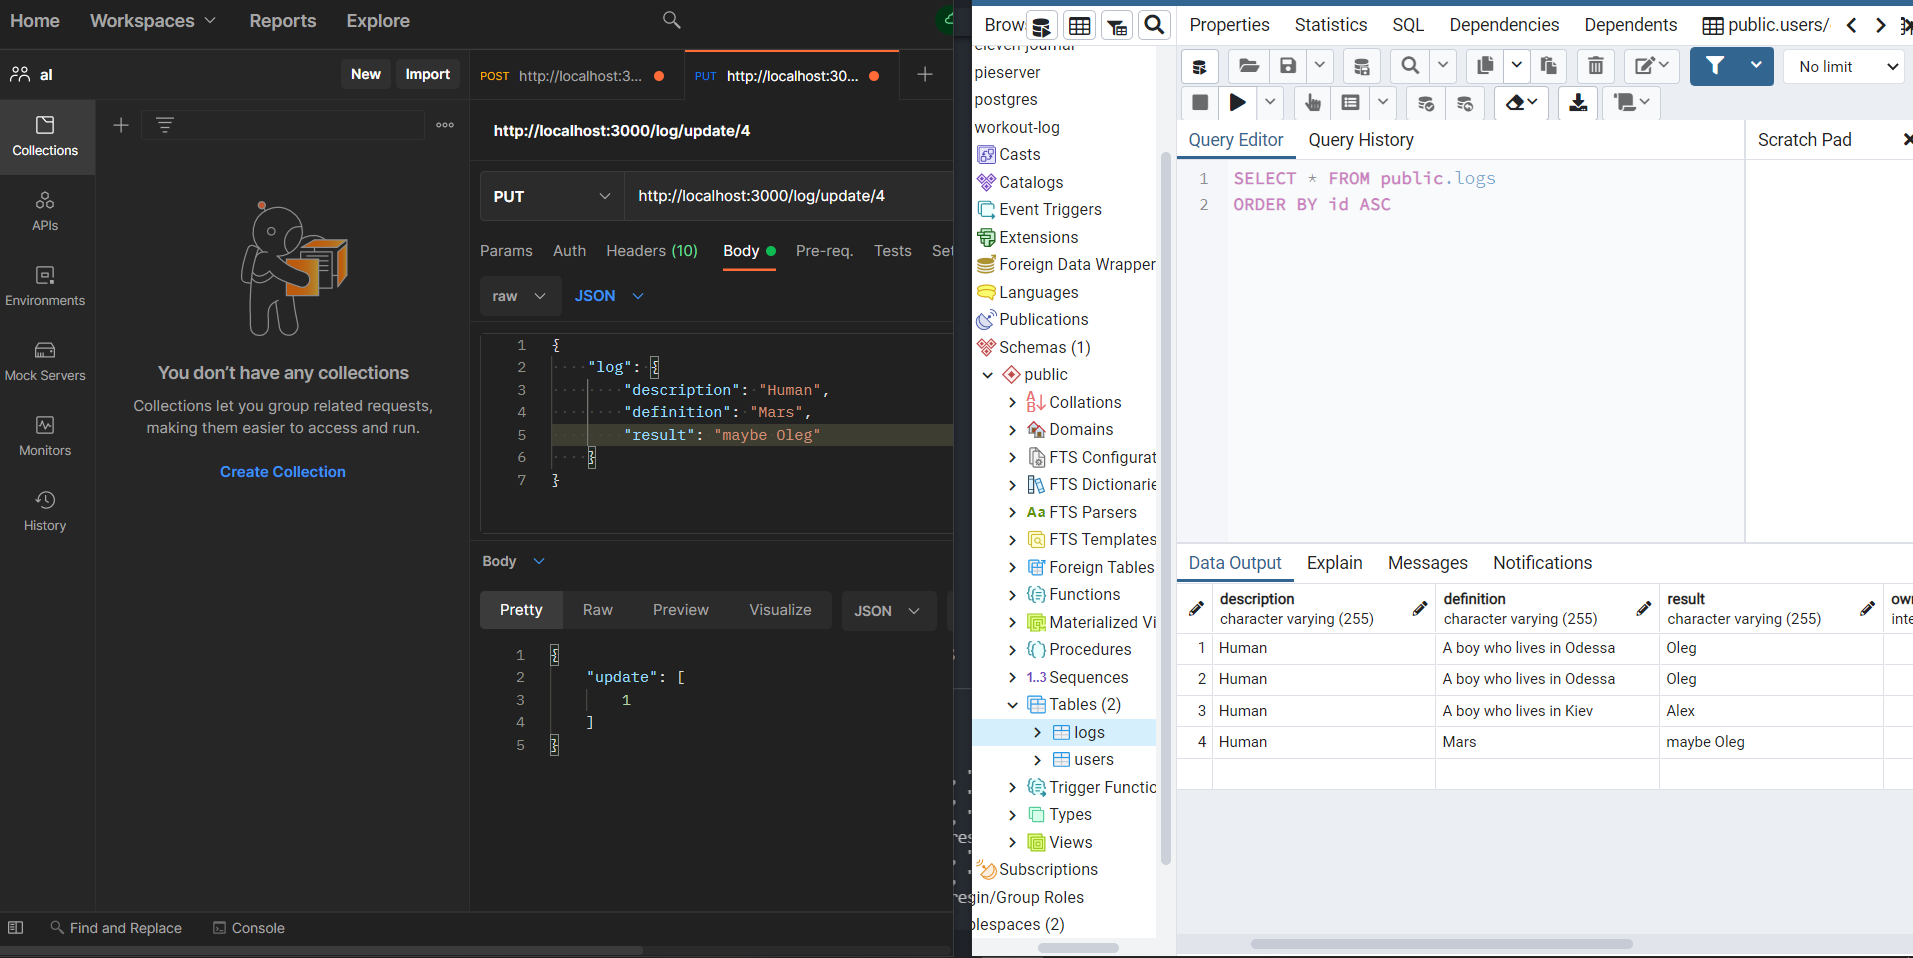 Home Workspaces Reports Explore
al New Import
Collections
APIs
Environments
Mock Servers
Monitors
History
You don't have any collections
Collections let you group related requests,
making them easier to access and run.
Create Collection
Find and Replace Console
POST http://localhost:3... PUT http://localhost:30...
http://localhost:3000/log/update/4
PUT http://localhost:3000/log/update/4
Params Auth Headers (10) Body Pre-req. Tests Set
raw JSON
1 {
2 "log": {
3 "description": "Human",
4 "definition": "Mars",
5 "result": "maybe Oleg"
6 }
7 }
Body
Pretty Raw Preview Visualize JSON
1 {
2 "update": [
3 1
4 ]
5 }
Brows
eleven-journal
pieserver
postgres
workout-log
Casts
Catalogs
Event Triggers
Extensions
Foreign Data Wrapper
Languages
Publications
Schemas (1)
public
Collations
Domains
FTS Configurat
FTS Dictionarie
Aa FTS Parsers
FTS Templates
Foreign Tables
Functions
Materialized Vi
Procedures
1..3 Sequences
Tables (2)
logs
users
Trigger Functio
Types
Views
Subscriptions
gin/Group Roles
blespaces (2)
Properties Statistics SQL Dependencies Dependents public.users/
No limit
Query Editor Query History Scratch Pad
1 SELECT * FROM public.logs
2 ORDER BY id ASC
Data Output Explain Messages Notifications
description definition result own
character varying (255) character varying (255) character varying (255) inte
1 Human A boy who lives in Odessa Oleg
2 Human A boy who lives in Odessa Oleg
3 Human A boy who lives in Kiev Alex
4 Human Mars maybe Oleg